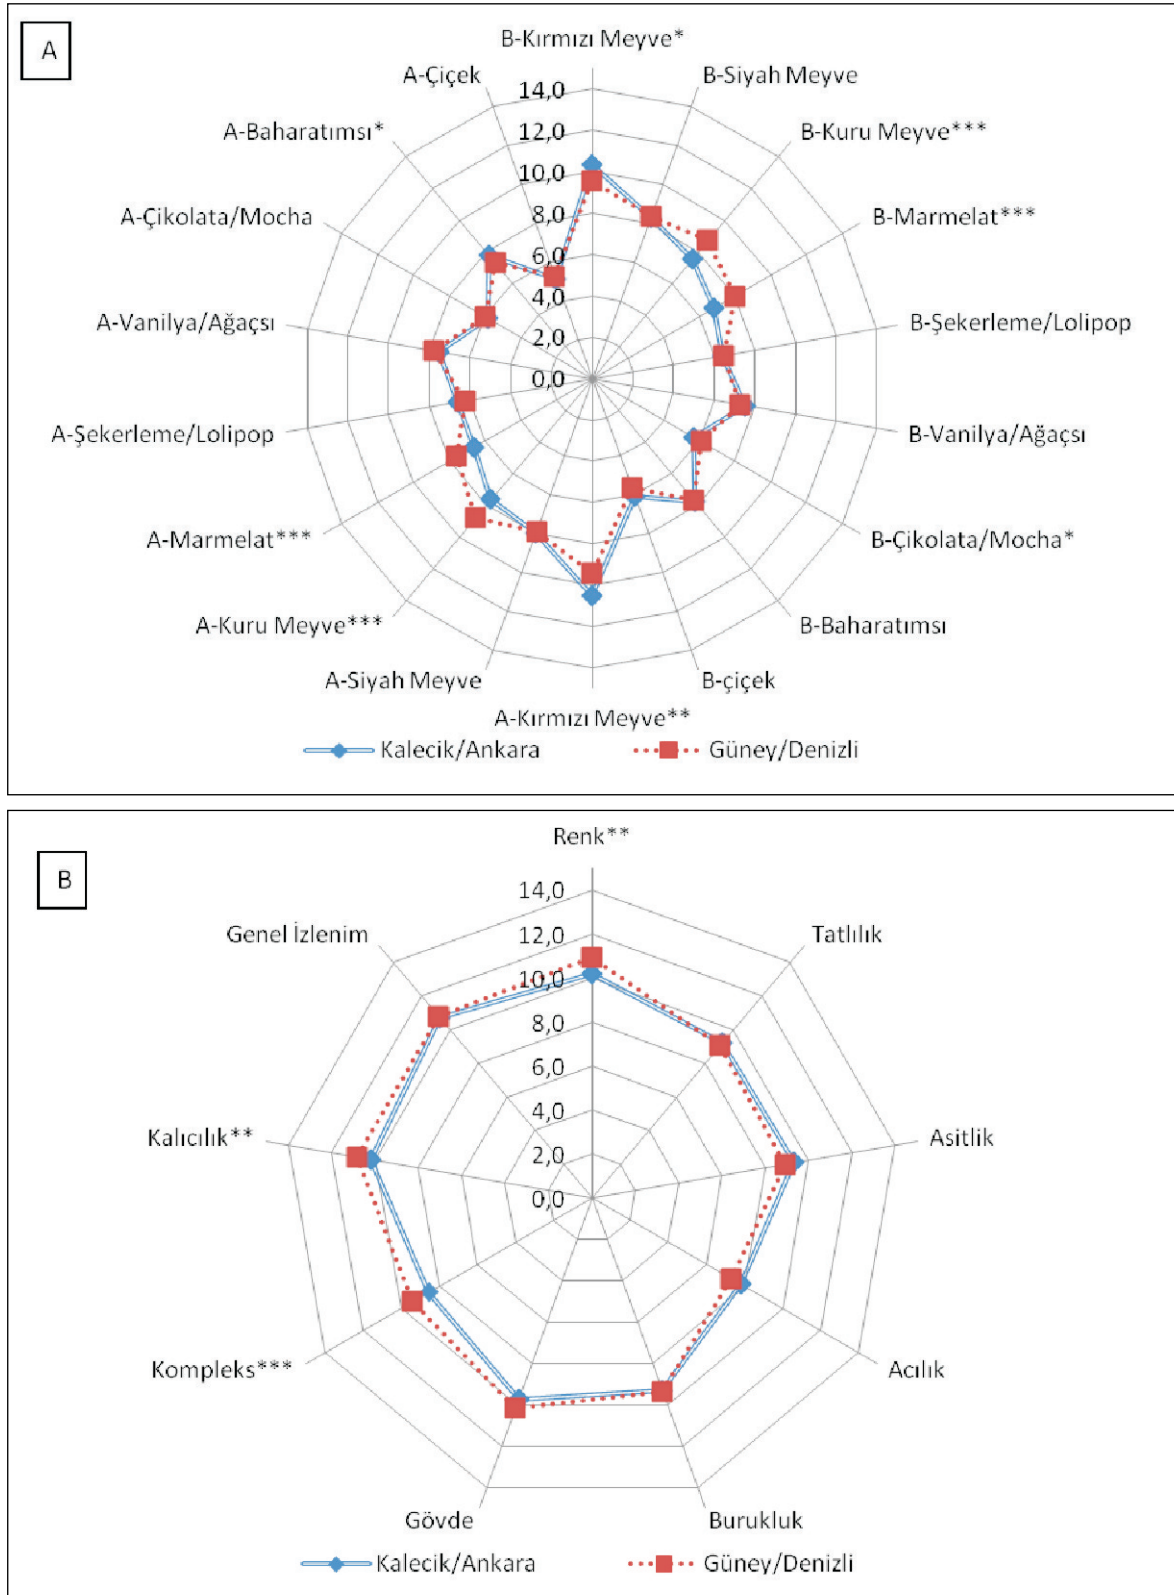 A
B-Kırmızı Meyve*
A-Çiçek
B-Siyah Meyve
A-Baharatımsı*
B-Kuru Meyve***
A-Çikolata/Mocha
B-Marmelat***
A-Vanilya/Ağaçsı
B-Şekerleme/Lolipop
A-Şekerleme/Lolipop
B-Vanilya/Ağaçsı
A-Marmelat***
B-Çikolata/Mocha*
A-Kuru Meyve***
B-Baharatımsı
A-Siyah Meyve
B-çiçek
A-Kırmızı Meyve**
14,0
12,0
10,0
8,0
6,0
4,0
2,0
0,0
Kalecik/Ankara
Güney/Denizli
B
Renk**
Genel İzlenim
Tatlılık
Kalıcılık**
Asitlik
Kompleks***
Acılık
Gövde
Burukluk
14,0
12,0
10,0
8,0
6,0
4,0
2,0
0,0
Kalecik/Ankara
Güney/Denizli